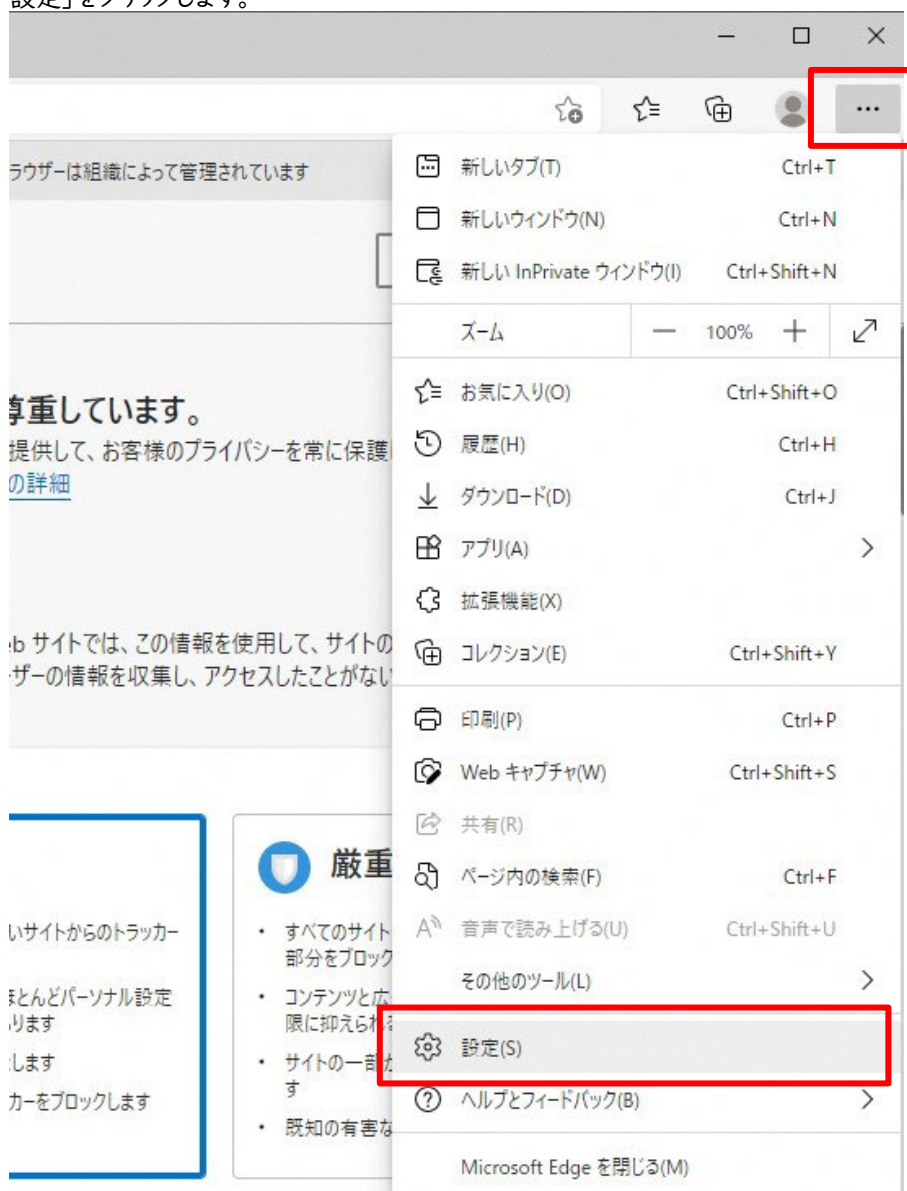 設定」をクリックします。
ラウザーは組織によって管理されています
新しいタブ(T) Ctrl+T
新しいウィンドウ(N) Ctrl+N
新しい InPrivate ウィンドウ(I) Ctrl+Shift+N
ズーム — 100% +
お気に入り(O) Ctrl+Shift+O
履歴(H) Ctrl+H
ダウンロード(D) Ctrl+J
アプリ(A)
拡張機能(X)
コレクション(E) Ctrl+Shift+Y
印刷(P) Ctrl+P
Web キャプチャ(W) Ctrl+Shift+S
共有(R)
ページ内の検索(F) Ctrl+F
音声で読み上げる(U) Ctrl+Shift+U
その他のツール(L)
設定(S)
ヘルプとフィードバック(B)
Microsoft Edge を閉じる(M)
重しています。
提供して、お客様のプライバシーを常に保護
の詳細
b サイトでは、この情報を使用して、サイトの
ザーの情報を収集し、アクセスしたことがない
いサイトからのトラッカー
ほとんどパーソナル設定
ります
します
カーをブロックします
厳重
• すべてのサイト
部分をブロック
• コンテンツと広
限に抑えられ
• サイトの一部
す
• 既知の有害な